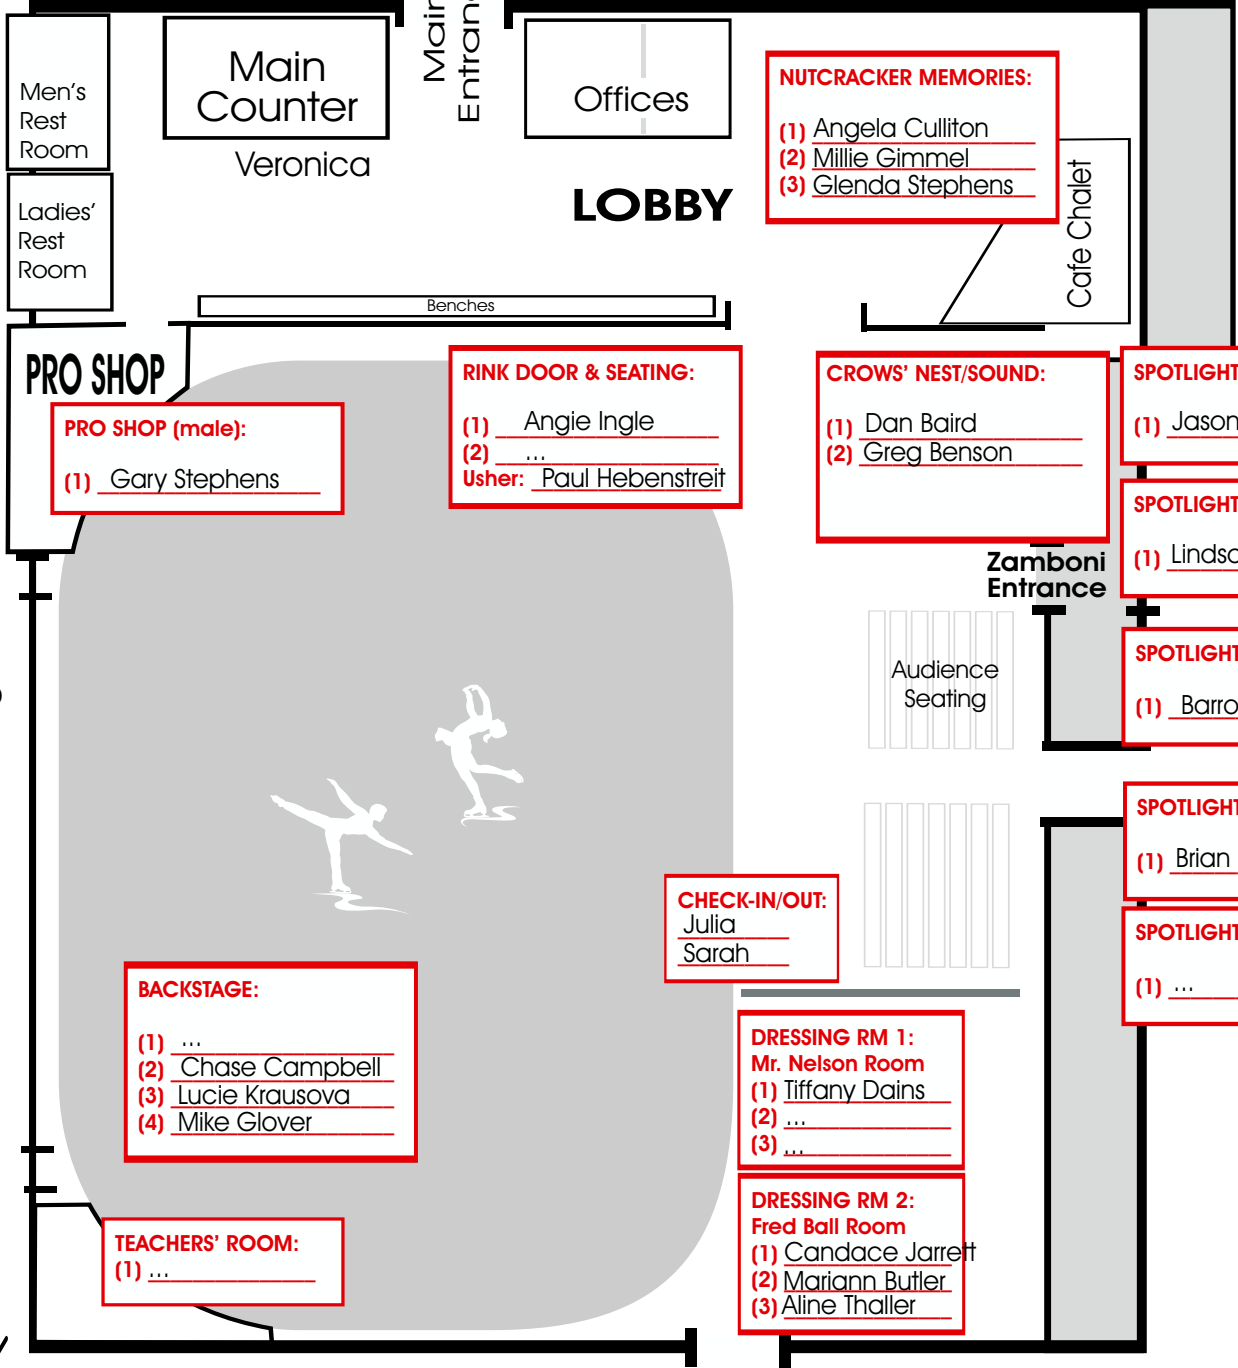 Men's
Rest
Room
Main
Counter
Veronica
Main
Offices
LOBBY
NUTCRACKER MEMORIES:
(1) Angela Culliton
(2) Millie Gimmel
(3) Glenda Stephens
Cafe Chalet
Ladies'
Rest
Room
Benches
PRO SHOP
PRO SHOP (male):
(1) Gary Stephens
RINK DOOR & SEATING:
(1) Angie Ingle
(2) ...
Usher: Paul Hebenstreit
CROWS' NEST/SOUND:
(1) Dan Baird
(2) Greg Benson
SPOTLIGHT
(1) Jason
SPOTLIGHT
(1)
Zamboni
Entrance
SPOTLIGHT
(1)
Audience
Seating
SPOTLIGHT
(1) Brian
SPOTLIGHT
(1) ...
CHECK-IN/OUT:
Julia
Sarah
BACKSTAGE:
(1) ...
(2) Chase Campbell
(3) Lucie Krausova
(4) Mike Glover
DRESSING RM 1:
Mr. Nelson Room
(1) Tiffany Dains
(2) ...
(3) ...
DRESSING RM 2:
Fred Ball Room
(1) Candace Jarrett
(2) Mariann Butler
(3) Aline Thaller
TEACHERS' ROOM:
(1) ...